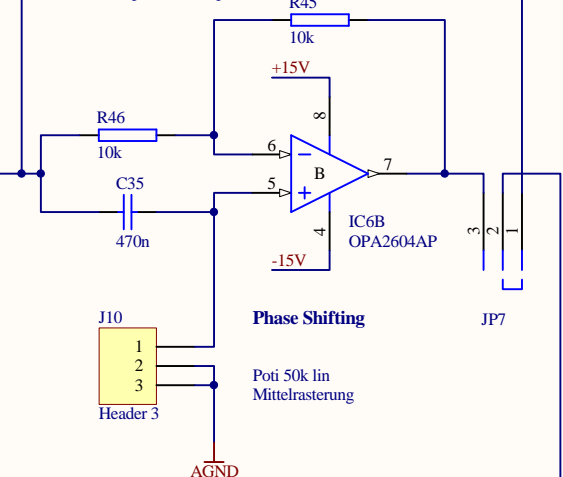 R45
10k
+15V
8
R46
10k
6
B
7
C35
5
470n
4
IC6B
OPA2604AP
3
2
1
-15V
J10
Phase Shifting
JP7
1
2
3
Poti 50k lin
Mittelrasterung
Header 3
AGND